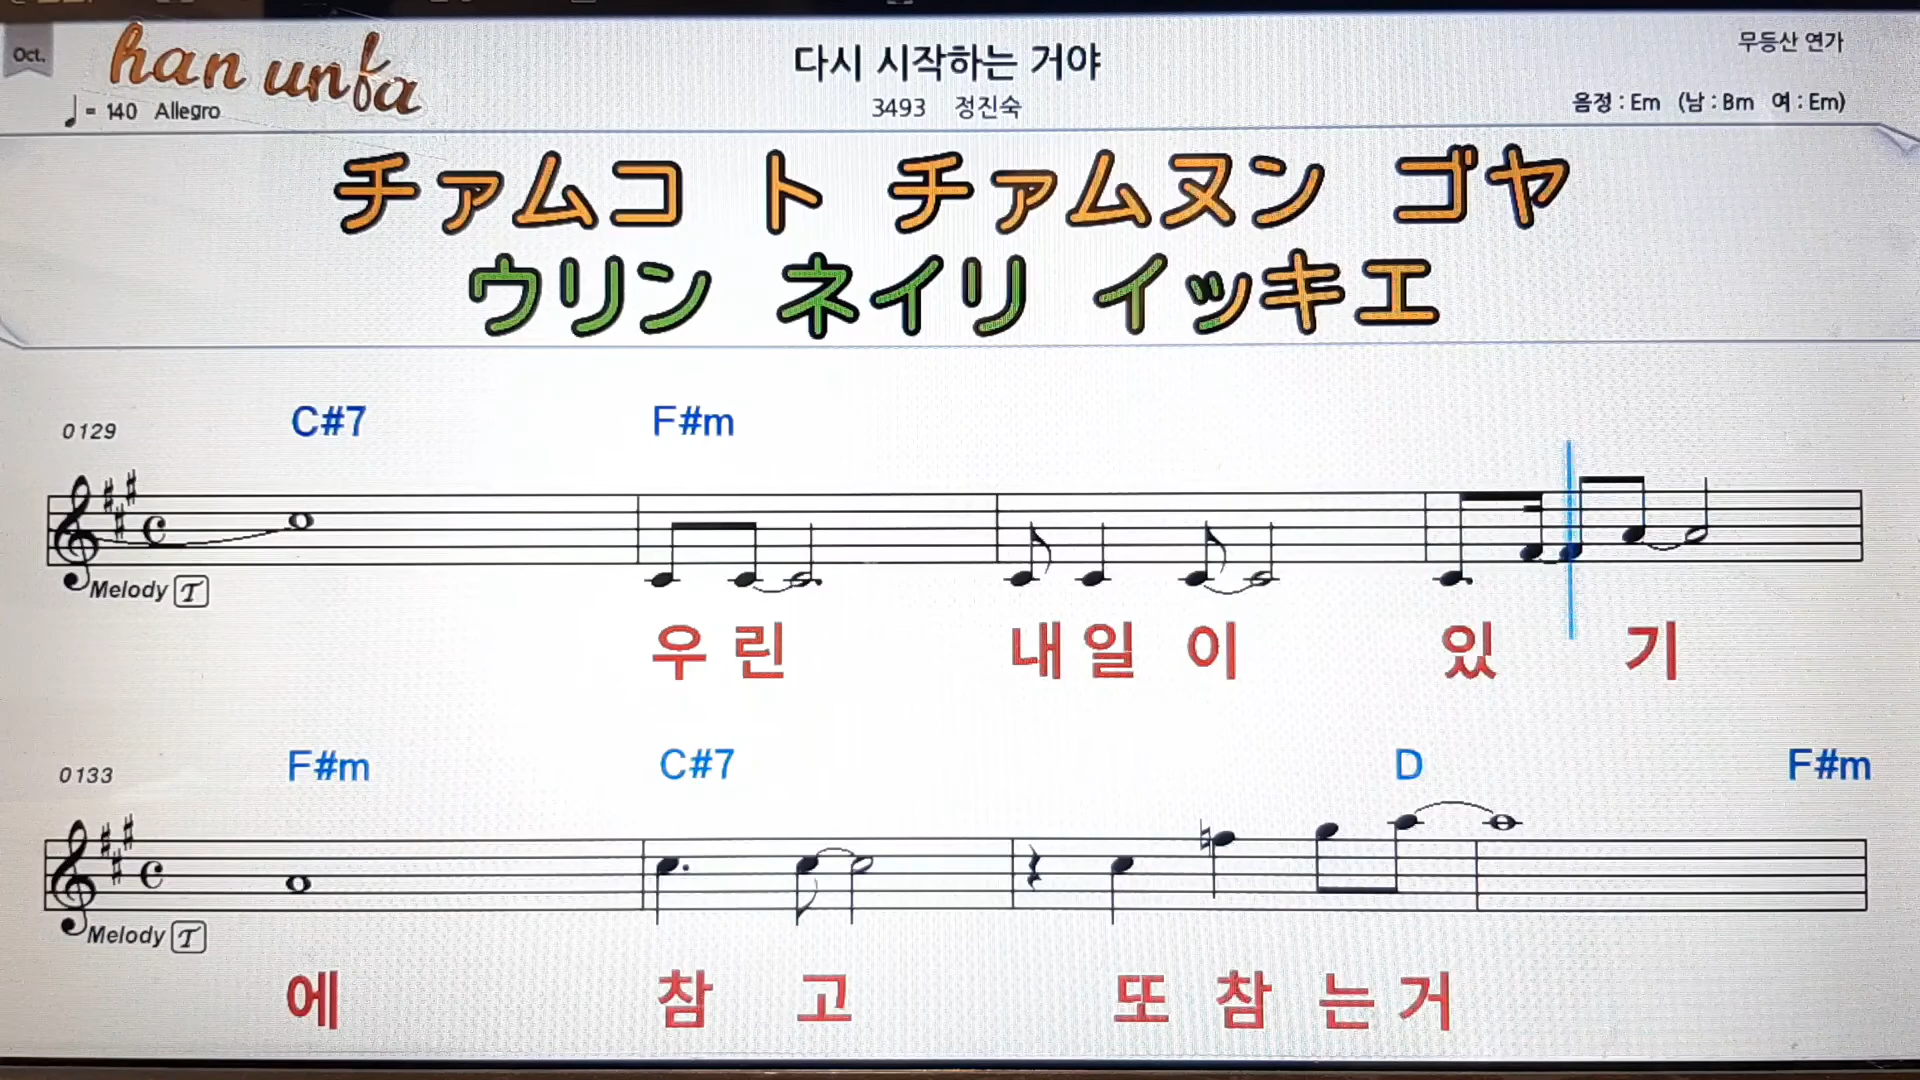 Oct.
han unfa
다시 시작하는 거야
무등산 연가
♩= 140 Allegro
3493 정진숙
음정 : Em (남 : Bm 여 : Em)
チァムコ ト チァムヌン ゴヤ
ウリン ネイリ イッキエ
0129 C#7 F#m
Melody T
우 린 내 일 이 있 기
0133 F#m C#7 D F#m
Melody T
에 참 고 또 참 는 거